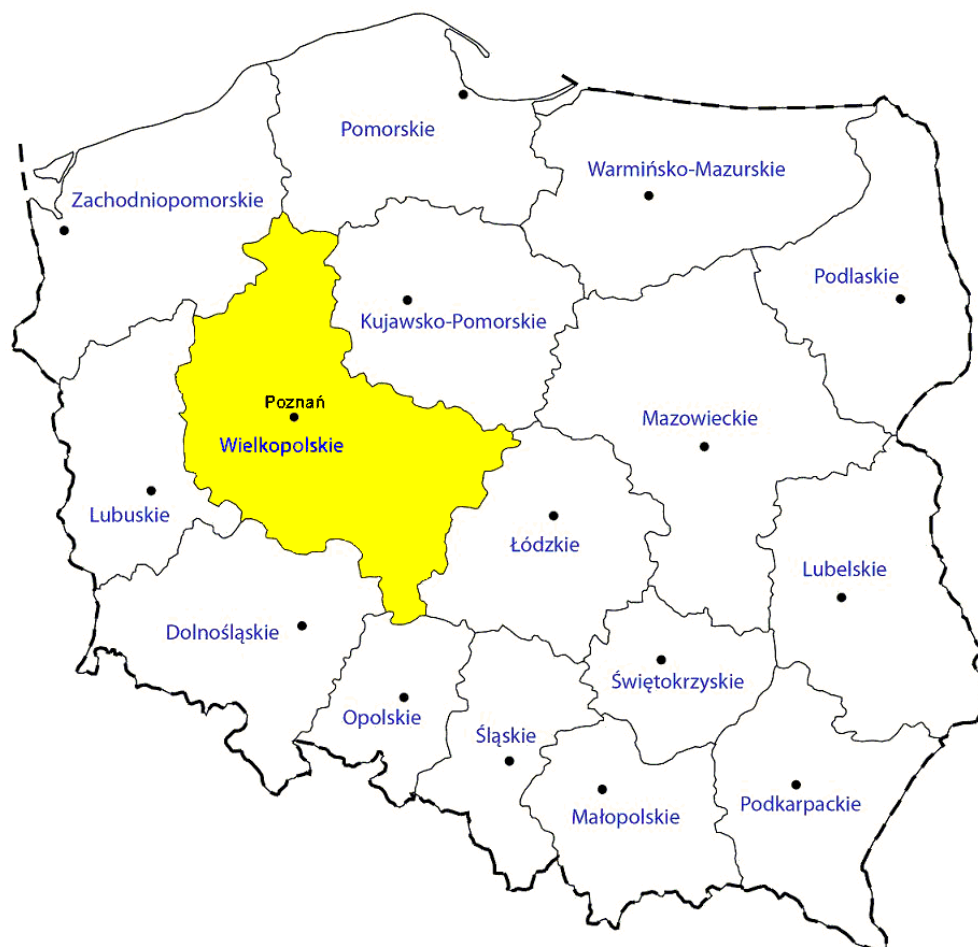 Pomorskie
Warmińsko-Mazurskie
Zachodniopomorskie
Podlaskie
Kujawsko-Pomorskie
Poznań
Mazowieckie
Wielkopolskie
Lubuskie
Łódzkie
Lubelskie
Dolnośląskie
Świętokrzyskie
Opolskie
Śląskie
Podkarpackie
Małopolskie